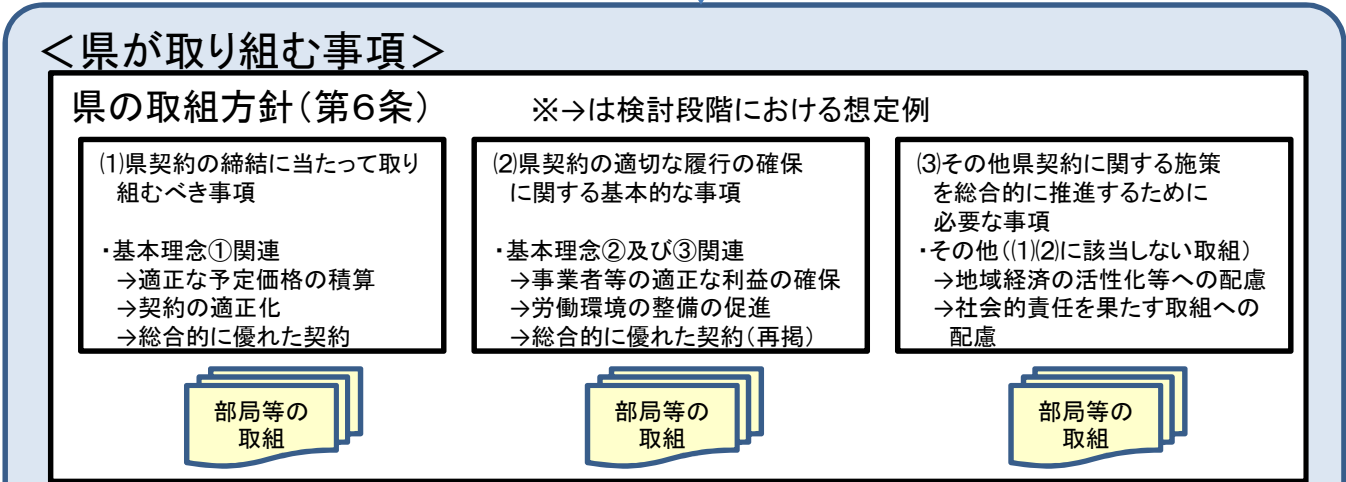 ＜県が取り組む事項＞
県の取組方針（第６条）　※→は検討段階における想定例
⑴県契約の締結に当たって取り
組むべき事項
・基本理念①関連
→適正な予定価格の積算
→契約の適正化
→総合的に優れた契約
⑵県契約の適切な履行の確保
に関する基本的な事項
・基本理念②及び③関連
→事業者等の適正な利益の確保
→労働環境の整備の促進
→総合的に優れた契約（再掲）
⑶その他県契約に関する施策
を総合的に推進するために
必要な事項
・その他（⑴⑵に該当しない取組）
→地域経済の活性化等への配慮
→社会的責任を果たす取組への
配慮
部局等の
取組
部局等の
取組
部局等の
取組